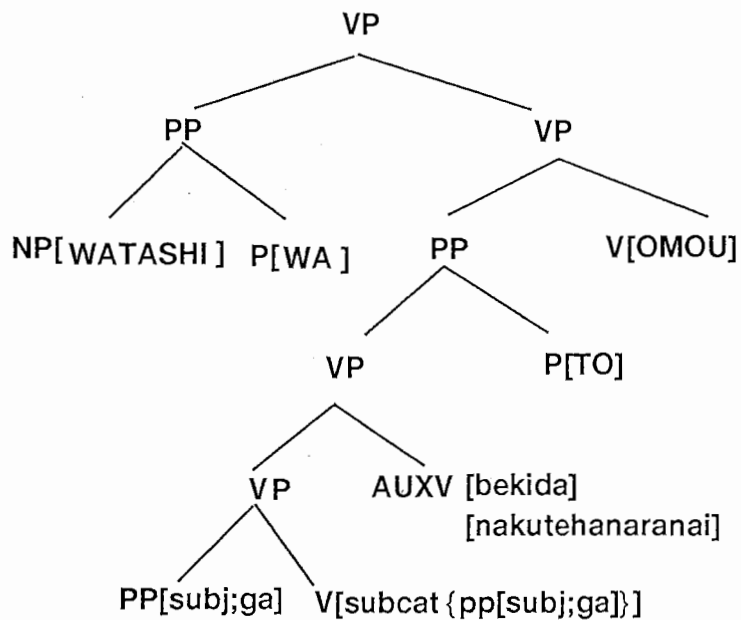 VP
PP VP
NP[WATASHI] P[WA] PP V[OMOU]
VP P[TO]
VP AUXV [bekida]
[nakutehanaranai]
PP[subj;ga] V[subcat{pp[subj;ga]}]